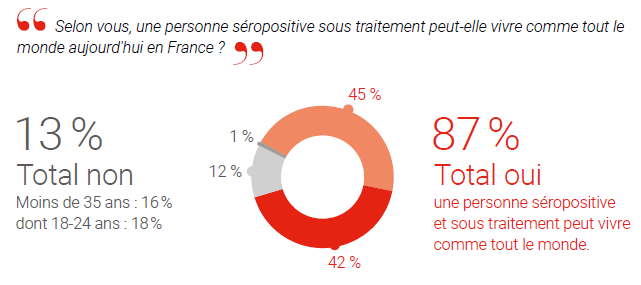 “ Selon vous, une personne séropositive sous traitement peut-elle vivre comme tout le
monde aujourd'hui en France ? ”
13 %
Total non
Moins de 35 ans : 16 %
dont 18-24 ans : 18 %
45 %
1 %
12 %
42 %
87 %
Total oui
une personne séropositive
et sous traitement peut vivre
comme tout le monde.